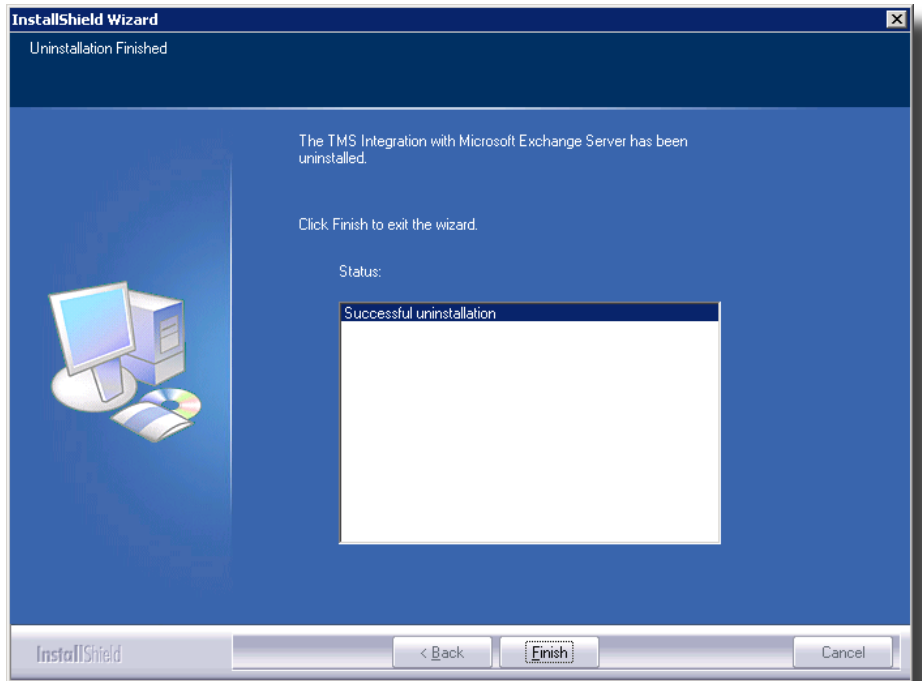 InstallShield Wizard
Uninstallation Finished
The TMS Integration with Microsoft Exchange Server has been
uninstalled.
Click Finish to exit the wizard.
Status:
Successful uninstallation
InstallShield
< Back
Finish
Cancel